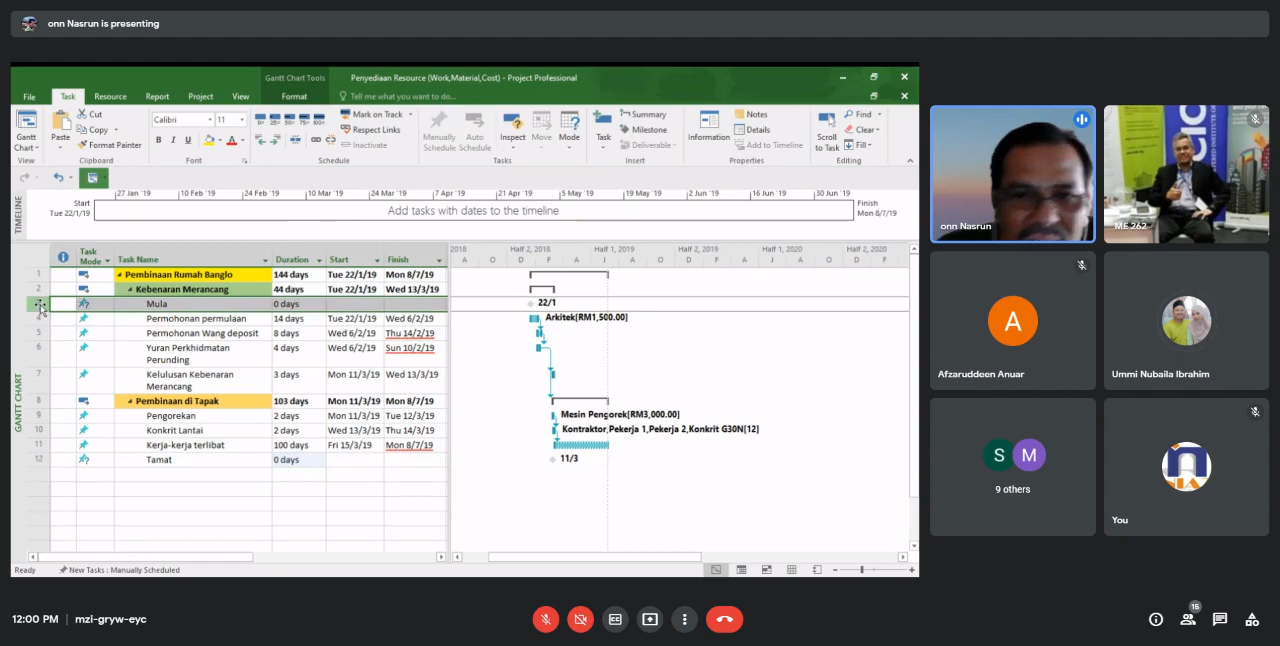 onn Nasrun is presenting
Gantt Chart Tools
Penyediaan Resource (Work,Material,Cost) - Project Professional
File Task Resource Report Project View Format Tell me what you want to do...
Gantt Chart
View
Paste
Cut
Copy
Format Painter
Clipboard
Calibri 11
B I U A
Font
0% 25% 50% 75% 100%
Mark on Track
Respect Links
Inactivate
Schedule
Manually Schedule
Auto Schedule
Inspect
Move
Mode
Tasks
Task
Summary
Milestone
Deliverable
Insert
Information
Notes
Details
Add to Timeline
Properties
Scroll to Task
Find
Clear
Fill
Editing
TIMELINE
27 Jan '19 10 Feb '19 24 Feb '19 10 Mar '19 24 Mar '19 7 Apr '19 21 Apr '19 5 May '19 19 May '19 2 Jun '19 16 Jun '19 30 Jun '19
Start
Tue 22/1/19
Add tasks with dates to the timeline
Finish
Mon 8/7/19
GANTT CHART
Task Mode Task Name Duration Start Finish
2018 Half 2, 2018 Half 1, 2019 Half 2, 2019 Half 1, 2020 Half 2, 2020
A O D F A J A O D F A J A O D F
1 Pembinaan Rumah Banglo 144 days Tue 22/1/19 Mon 8/7/19
2 Kebenaran Merancang 44 days Tue 22/1/19 Wed 13/3/19
Mula 0 days
22/1
4 Permohonan permulaan 14 days Tue 22/1/19 Wed 6/2/19
Arkitek[RM1,500.00]
5 Permohonan Wang deposit 8 days Wed 6/2/19 Thu 14/2/19
6 Yuran Perkhidmatan Perunding 4 days Wed 6/2/19 Sun 10/2/19
7 Kelulusan Kebenaran Merancang 3 days Mon 11/3/19 Wed 13/3/19
8 Pembinaan di Tapak 103 days Mon 11/3/19 Mon 8/7/19
9 Pengorekan 2 days Mon 11/3/19 Tue 12/3/19
Mesin Pengorek[RM3,000.00]
10 Konkrit Lantai 2 days Wed 13/3/19 Thu 14/3/19
Kontraktor,Pekerja 1,Pekerja 2,Konkrit G30N[12]
11 Kerja-kerja terlibat 100 days Fri 15/3/19 Mon 8/7/19
12 Tamat 0 days
11/3
Ready New Tasks : Manually Scheduled
onn Nasrun
ME 262
A
Afzaruddeen Anuar
Ummi Nubaila Ibrahim
S M
9 others
You
12:00 PM | mzi-gryw-eyc
15